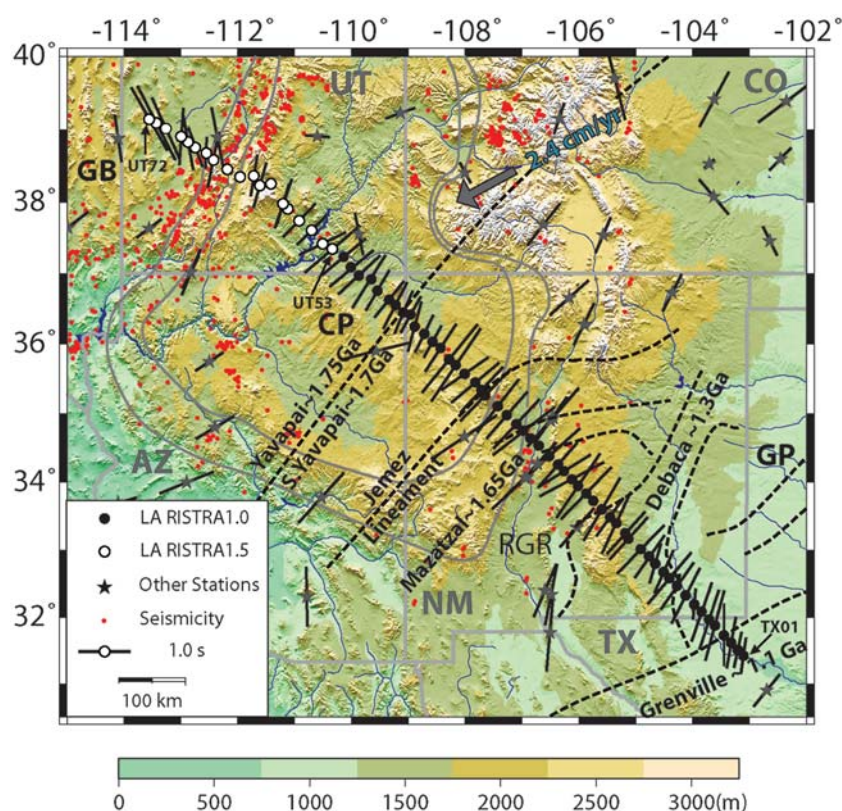 -114° -112° -110° -108° -106° -104° -102°
40°
38°
36°
34°
32°
UT
CO
2.4 cm/yr
GB
UT72
UT53
CP
Yavapai~1.75Ga
S.Yavapai~1.7Ga
Jemez
Lineament
Mazatzal~1.65Ga
Debaca ~1.3Ga
GP
AZ
RGR
NM
TX
TX01
Grenville ~ 1 Ga
LA RISTRA1.0
LA RISTRA1.5
Other Stations
Seismicity
1.0 s
100 km
0 500 1000 1500 2000 2500 3000(m)